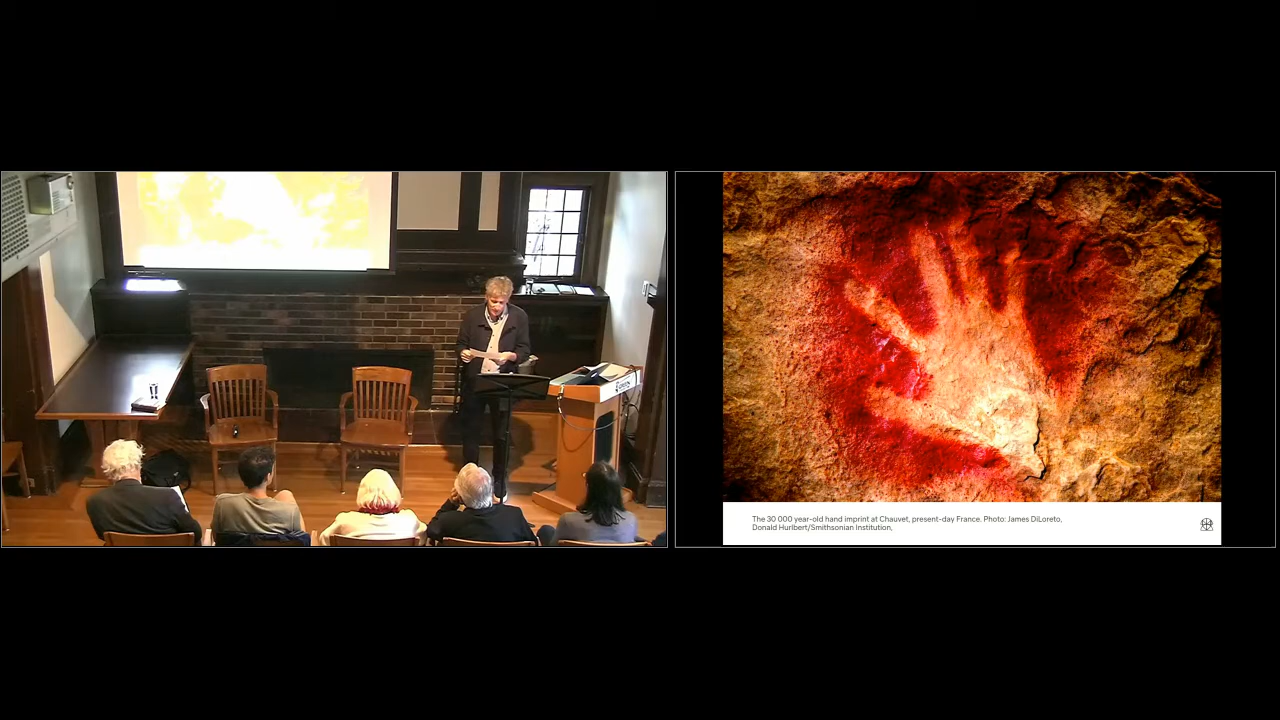 The 30 000 year-old hand imprint at Chauvet, present-day France. Photo: James DiLoreto,
Donald Hurlbert/Smithsonian Institution,